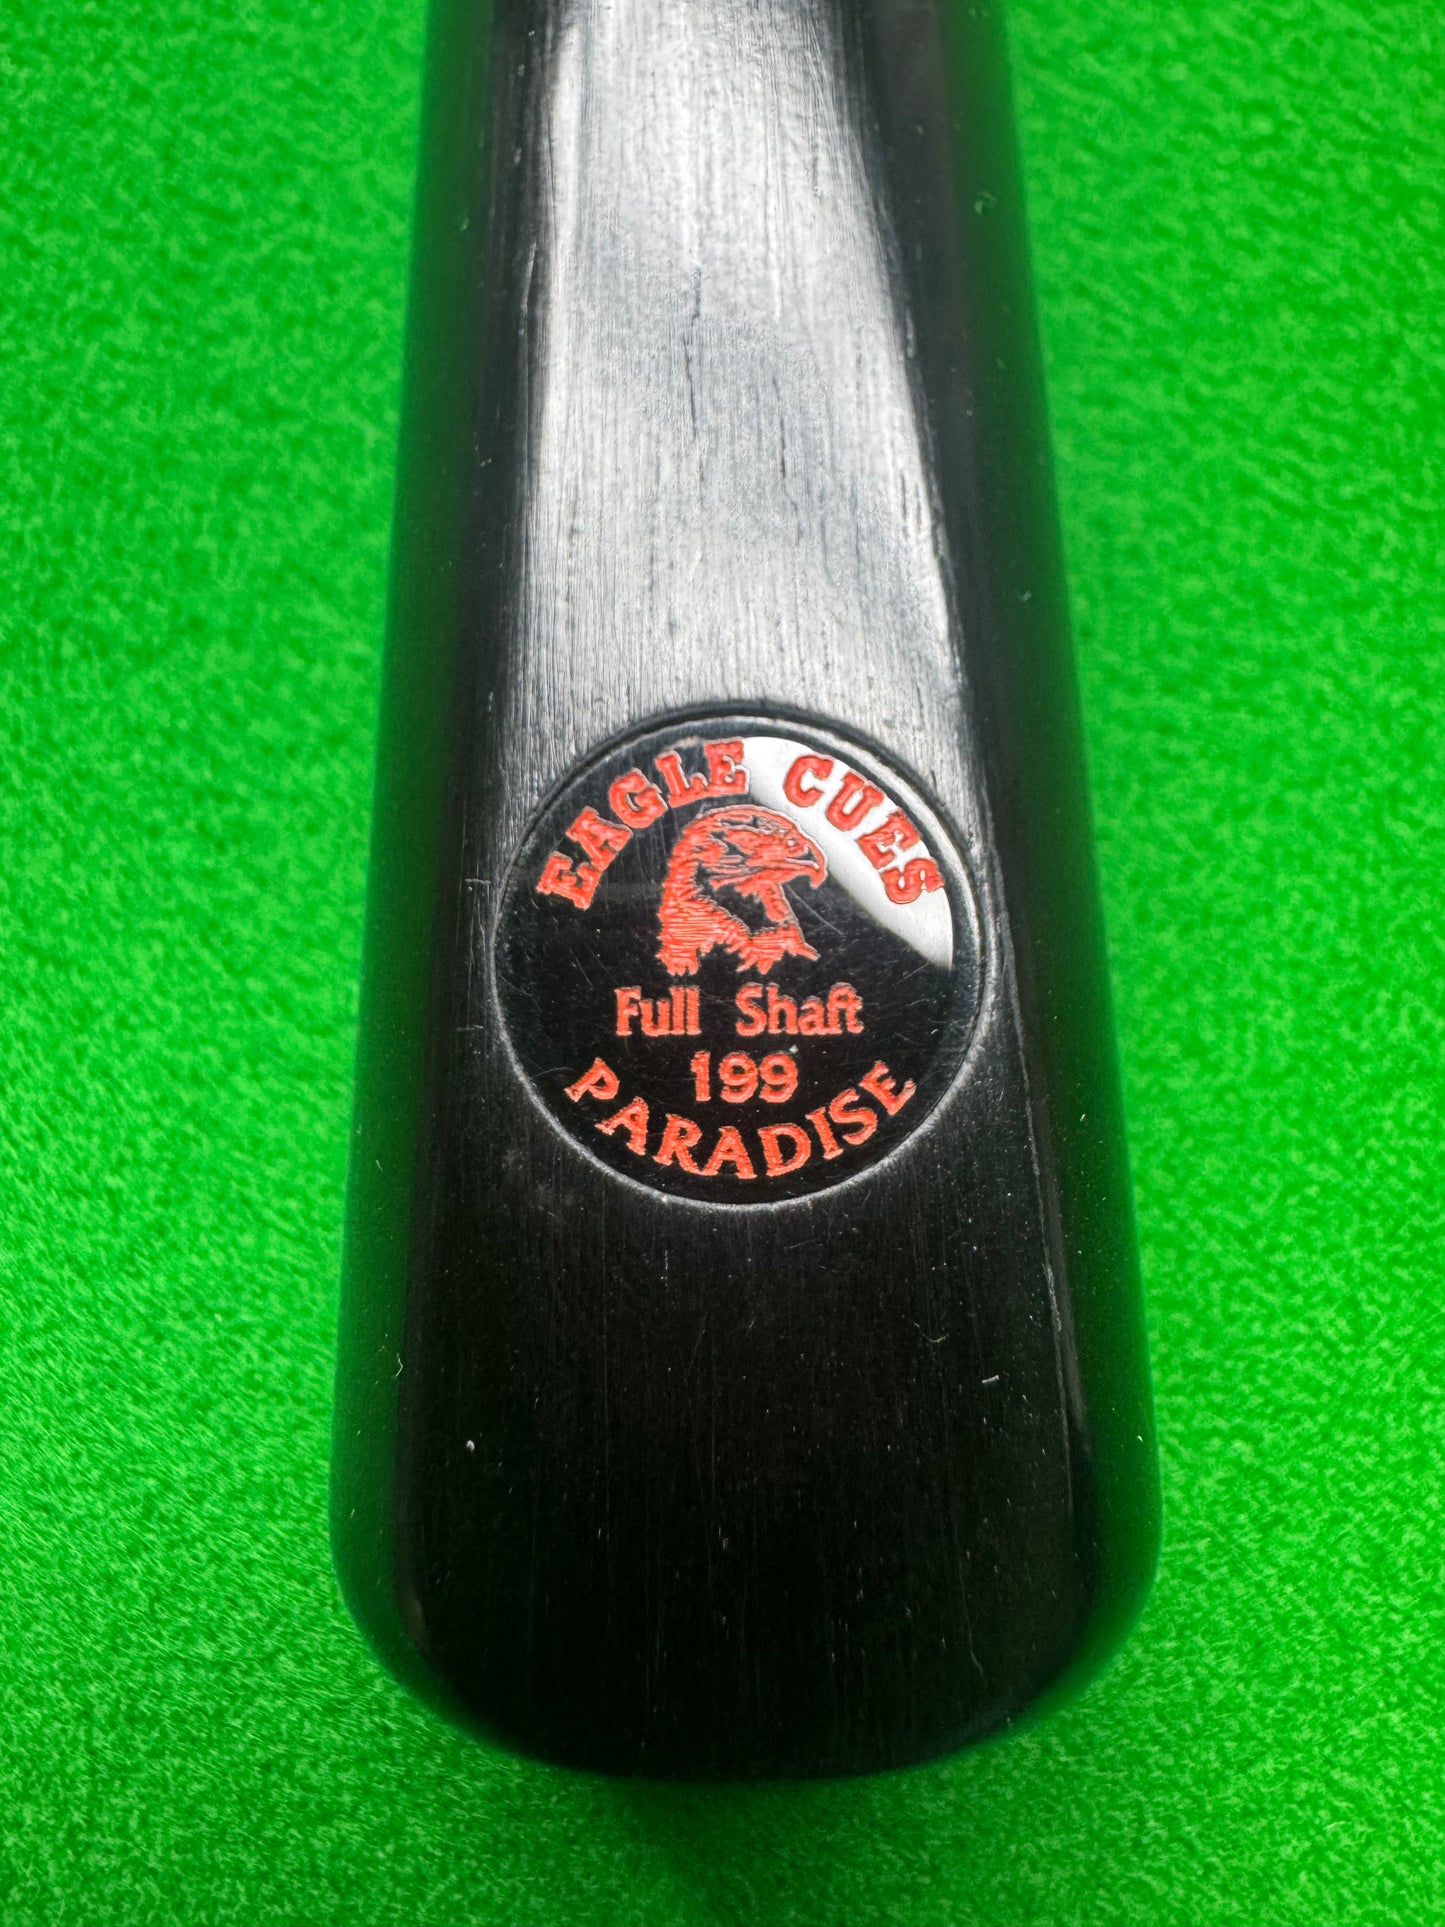 EAGLE CUES
Full Shaft
199
PARADISE